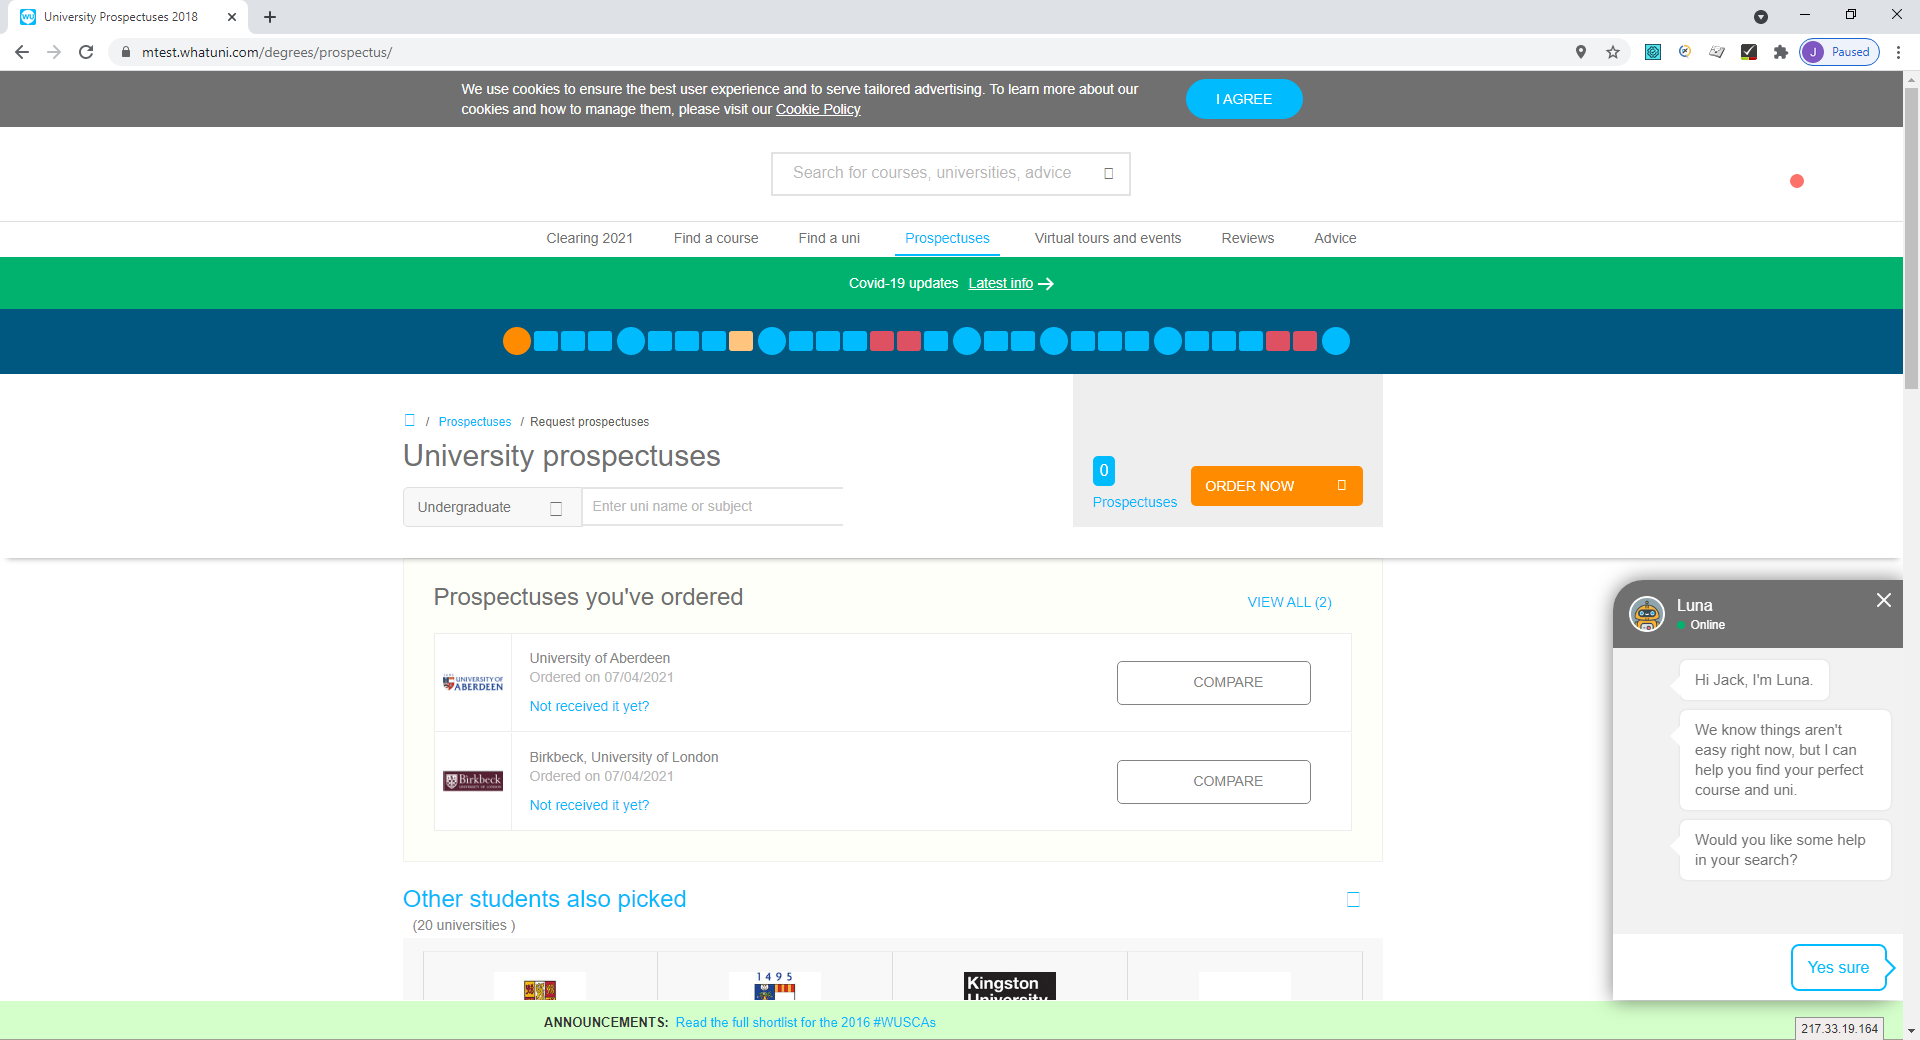 University Prospectuses 2018
mtest.whatuni.com/degrees/prospectus/
J Paused
We use cookies to ensure the best user experience and to serve tailored advertising. To learn more about our
cookies and how to manage them, please visit our Cookie Policy
I AGREE
Search for courses, universities, advice
Clearing 2021 Find a course Find a uni Prospectuses Virtual tours and events Reviews Advice
Covid-19 updates Latest info
/ Prospectuses / Request prospectuses
University prospectuses
Undergraduate Enter uni name or subject
0
Prospectuses
ORDER NOW
Prospectuses you've ordered
VIEW ALL (2)
UNIVERSITY OF
ABERDEEN
University of Aberdeen
Ordered on 07/04/2021
Not received it yet?
COMPARE
Birkbeck
UNIVERSITY OF LONDON
Birkbeck, University of London
Ordered on 07/04/2021
Not received it yet?
COMPARE
Other students also picked
(20 universities )
1495
Kingston
University
Luna
Online
Hi Jack, I'm Luna.
We know things aren't
easy right now, but I can
help you find your perfect
course and uni.
Would you like some help
in your search?
Yes sure
ANNOUNCEMENTS: Read the full shortlist for the 2016 #WUSCAs
217.33.19.164